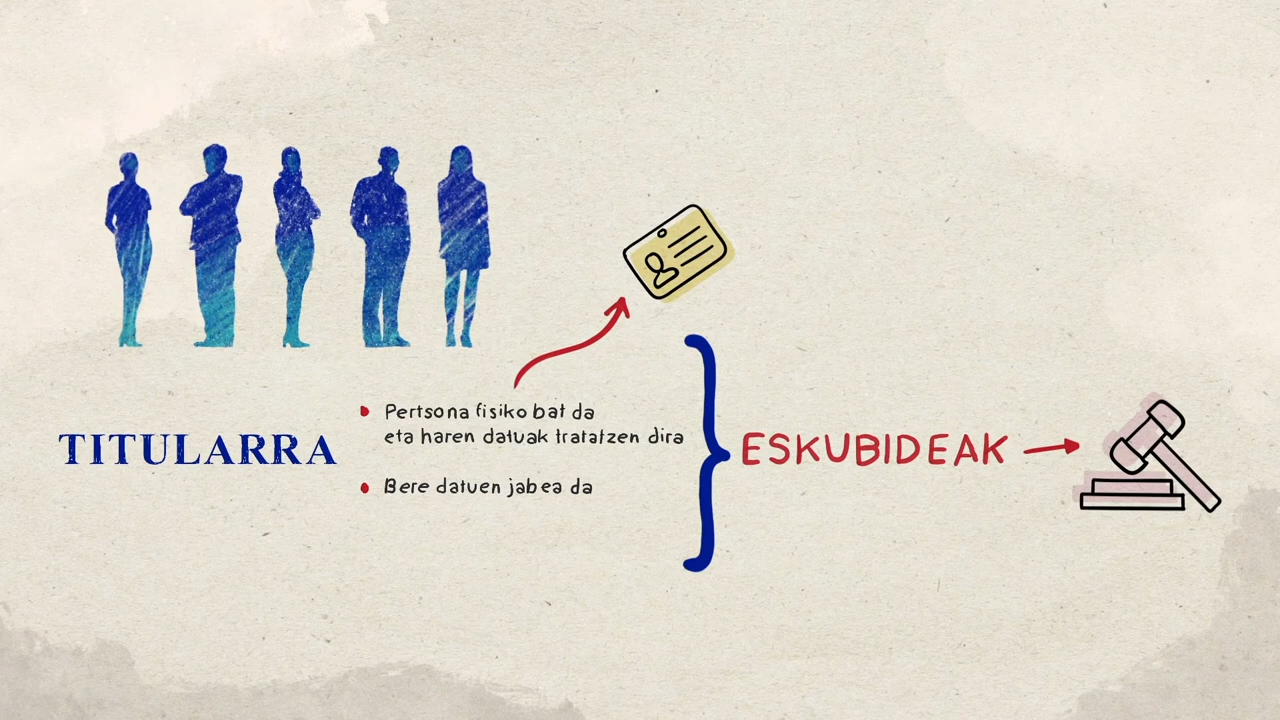 TITULARRA
Pertsona fisiko bat da
eta haren datuak tratatzen dira
Bere datuen jabea da
ESKUBIDEAK